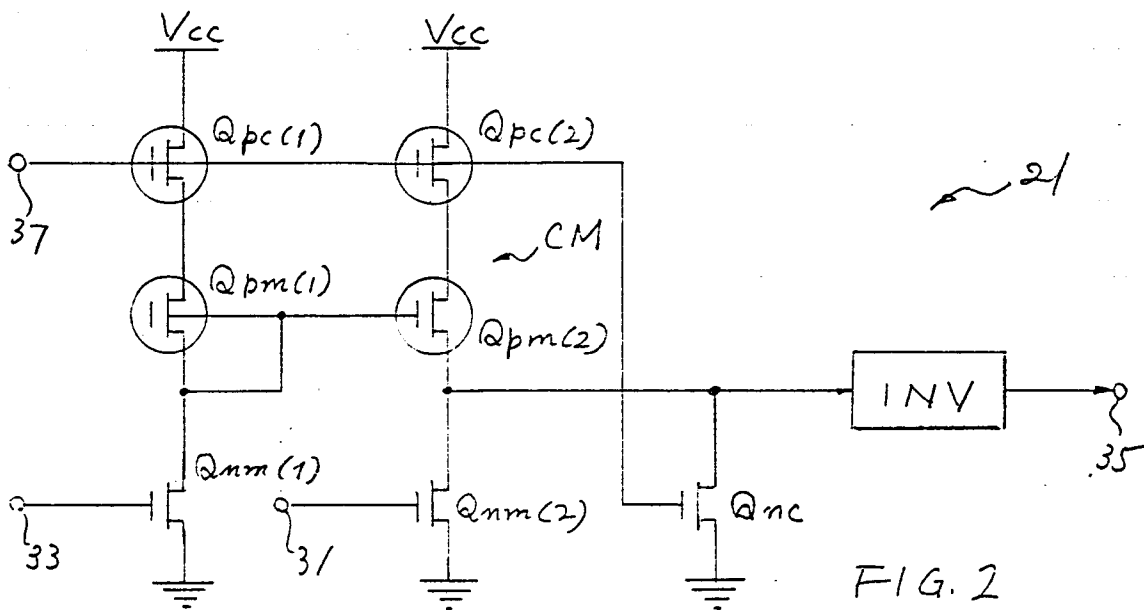 Vcc
Vcc
Qpc(1)
Qpc(2)
21
37
CM
Qpm(1)
Qpm(2)
INV
35
Qnm(1)
Qnm(2)
Qnc
33
31
FIG. 2